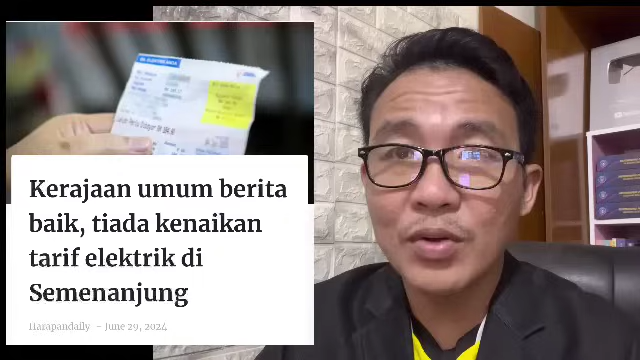 Kerajaan umum berita
baik, tiada kenaikan
tarif elektrik di
Semenanjung
Harapandaily - June 29, 2024